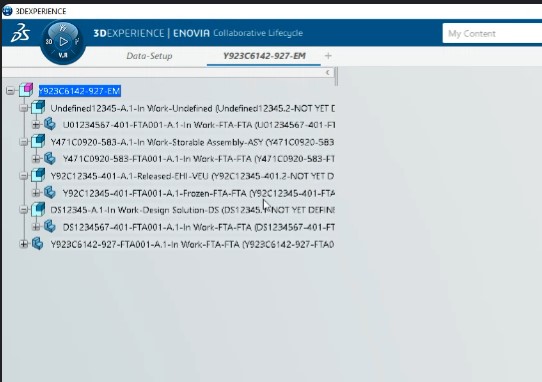 3DEXPERIENCE
3DEXPERIENCE | ENOVIA Collaborative Lifecycle
My Content
3D
V.R
Data-Setup
Y923C6142-927-EM
+
Y923C6142-927-EM
Undefined12345-A.1-In Work-Undefined (Undefined12345.2-NOT YET D
U01234567-401-FTA001-A.1-In Work-FTA-FTA (U01234567-401-FT
Y471C0920-583-A.1-In Work-Storable Assembly-ASY (Y471C0920-583
Y471C0920-583-FTA001-A.1-In Work-FTA-FTA (Y471C0920-583-FT
Y92C12345-401-A.1-Released-EHI-VEU (Y92C12345-401.2-NOT YET D
Y92C12345-401-FTA001-A.1-Frozen-FTA-FTA (Y92C12345-401-FTA
DS12345-A.1-In Work-Design Solution-DS (DS12345. NOT YET DEFINE
DS1234567-401-FTA001-A.1-In Work-FTA-FTA (DS1234567-401-FT
Y923C6142-927-FTA001-A.1-In Work-FTA-FTA (Y923C6142-927-FTA0